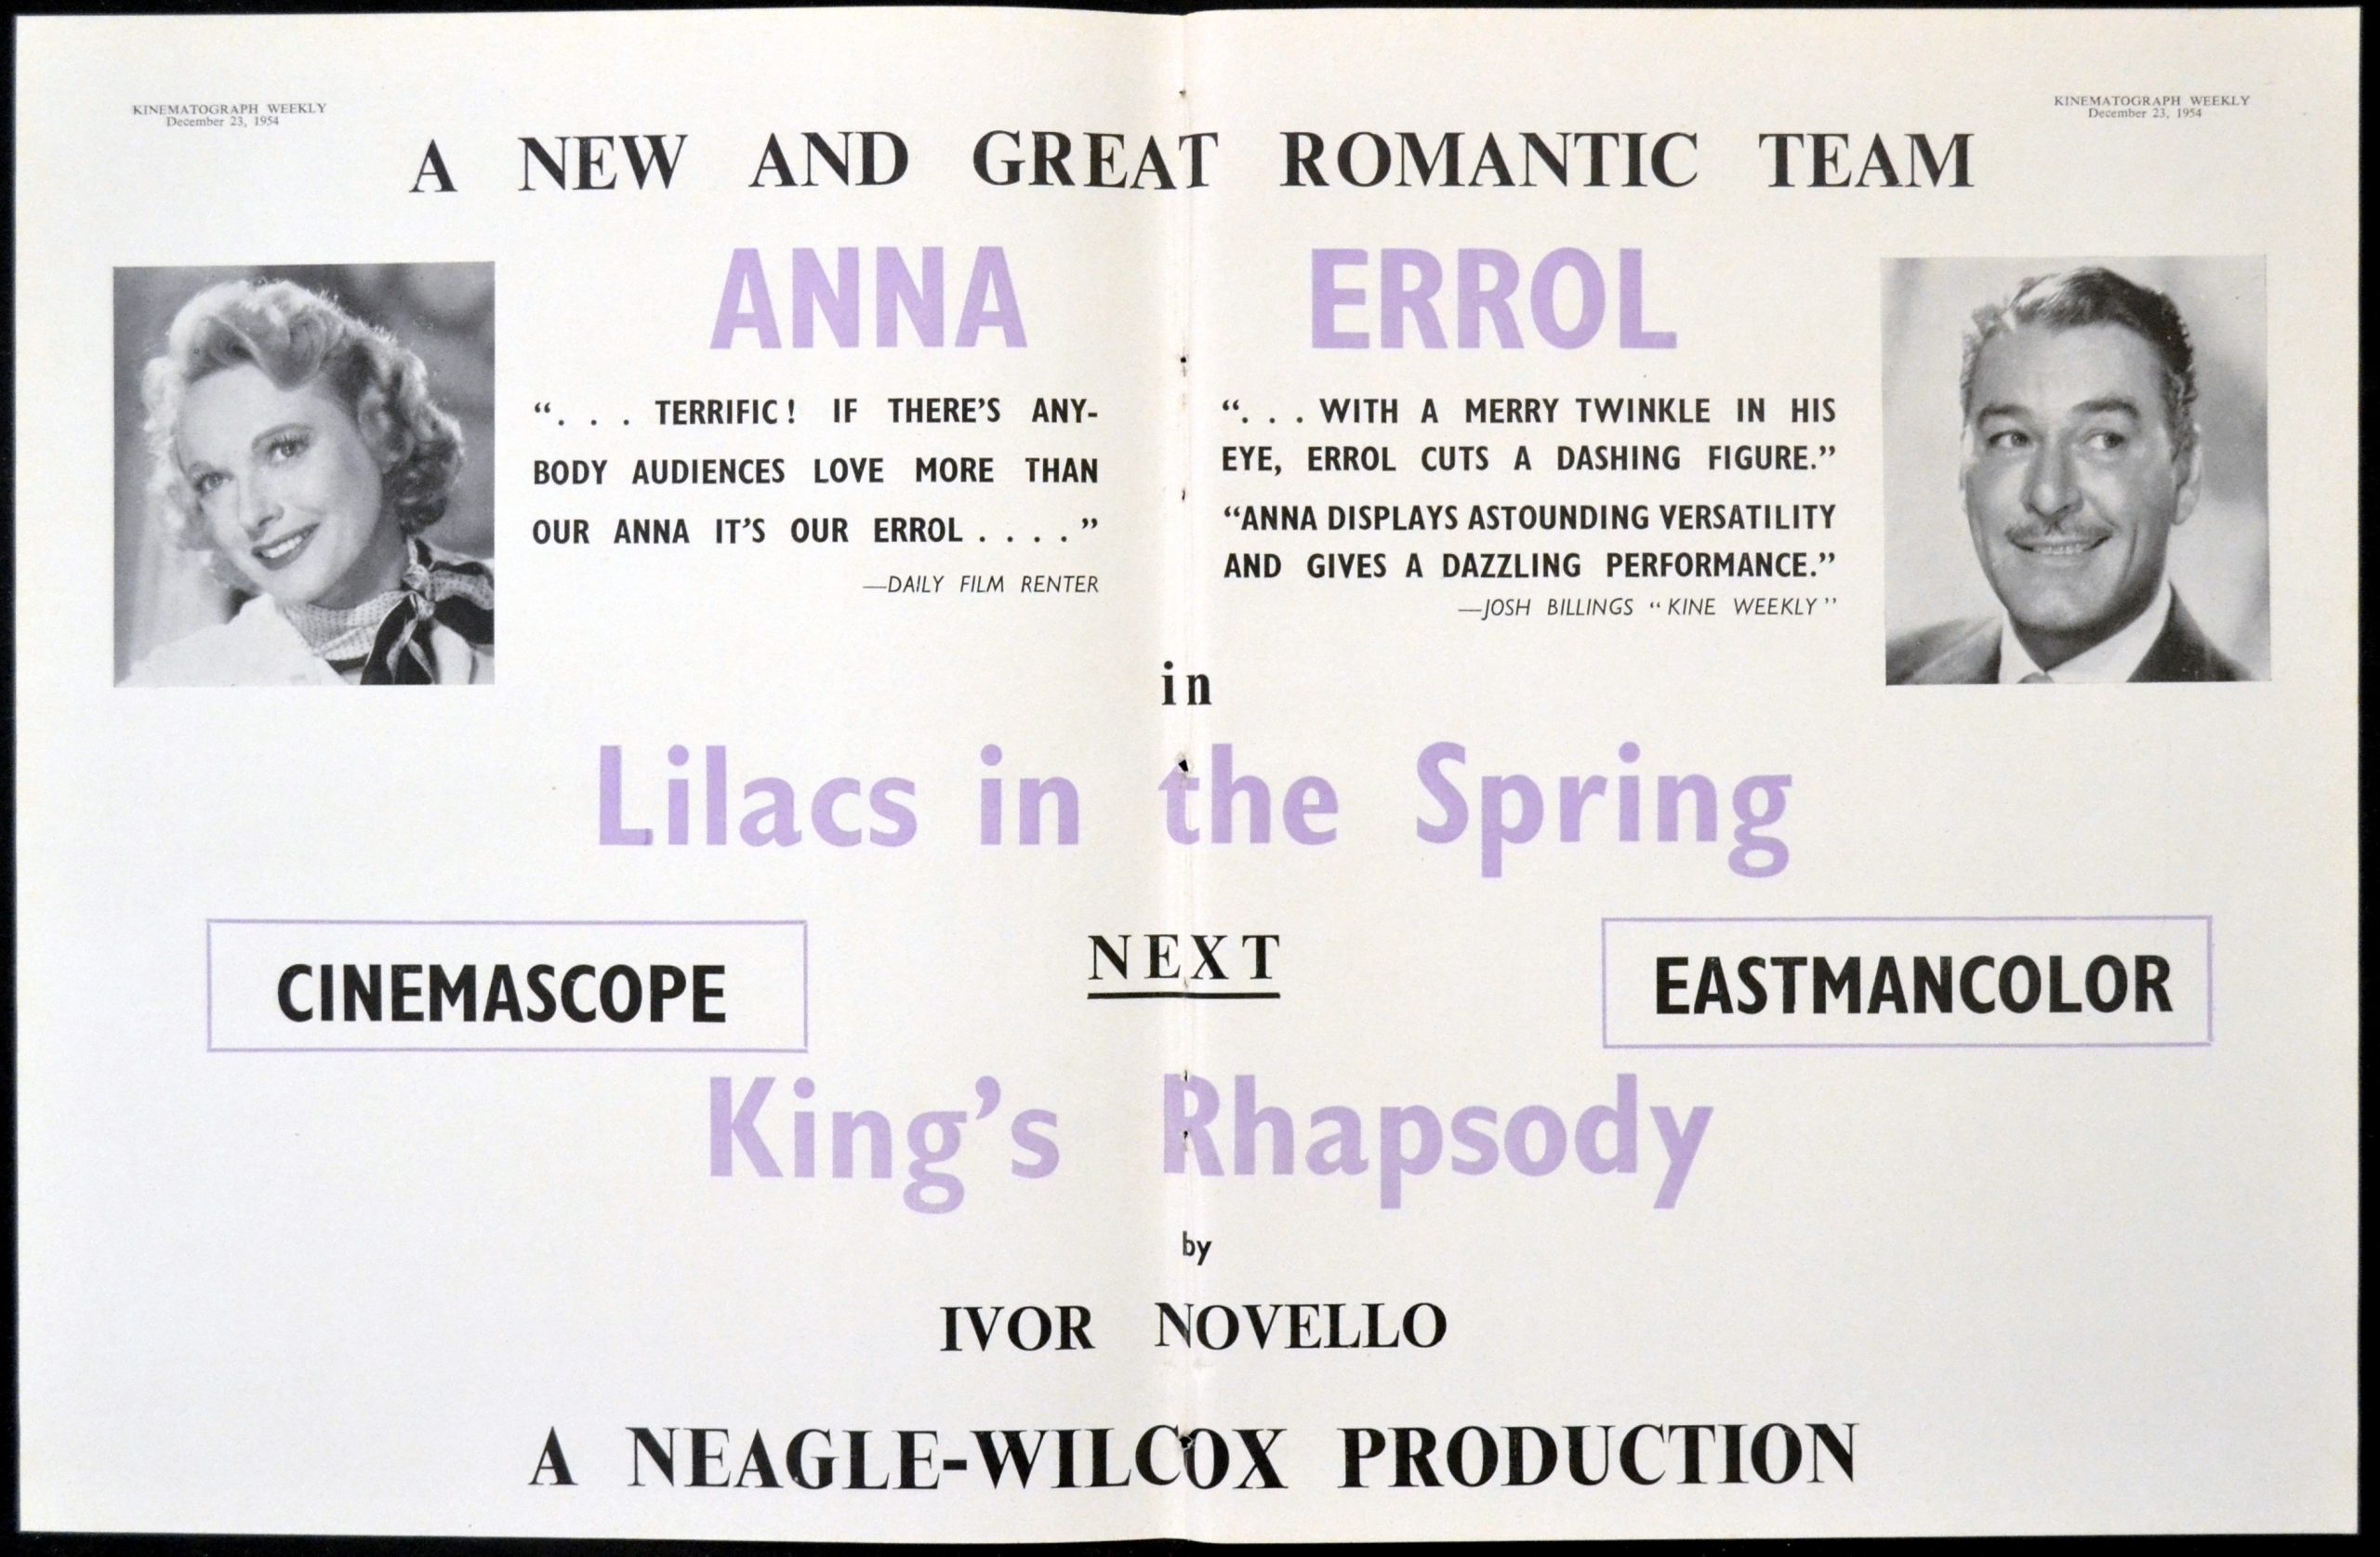 KINEMATOGRAPH WEEKLY
December 23, 1954
KINEMATOGRAPH WEEKLY
December 23, 1954
A NEW AND GREAT ROMANTIC TEAM
ANNA
“. . . TERRIFIC! IF THERE’S ANY-
BODY AUDIENCES LOVE MORE THAN
OUR ANNA IT’S OUR ERROL . . . .”
—DAILY FILM RENTER
ERROL
“. . . WITH A MERRY TWINKLE IN HIS
EYE, ERROL CUTS A DASHING FIGURE.”
“ANNA DISPLAYS ASTOUNDING VERSATILITY
AND GIVES A DAZZLING PERFORMANCE.”
—JOSH BILLINGS “KINE WEEKLY”
in
Lilacs in the Spring
CINEMASCOPE
NEXT
EASTMANCOLOR
King’s Rhapsody
by
IVOR NOVELLO
A NEAGLE-WILCOX PRODUCTION